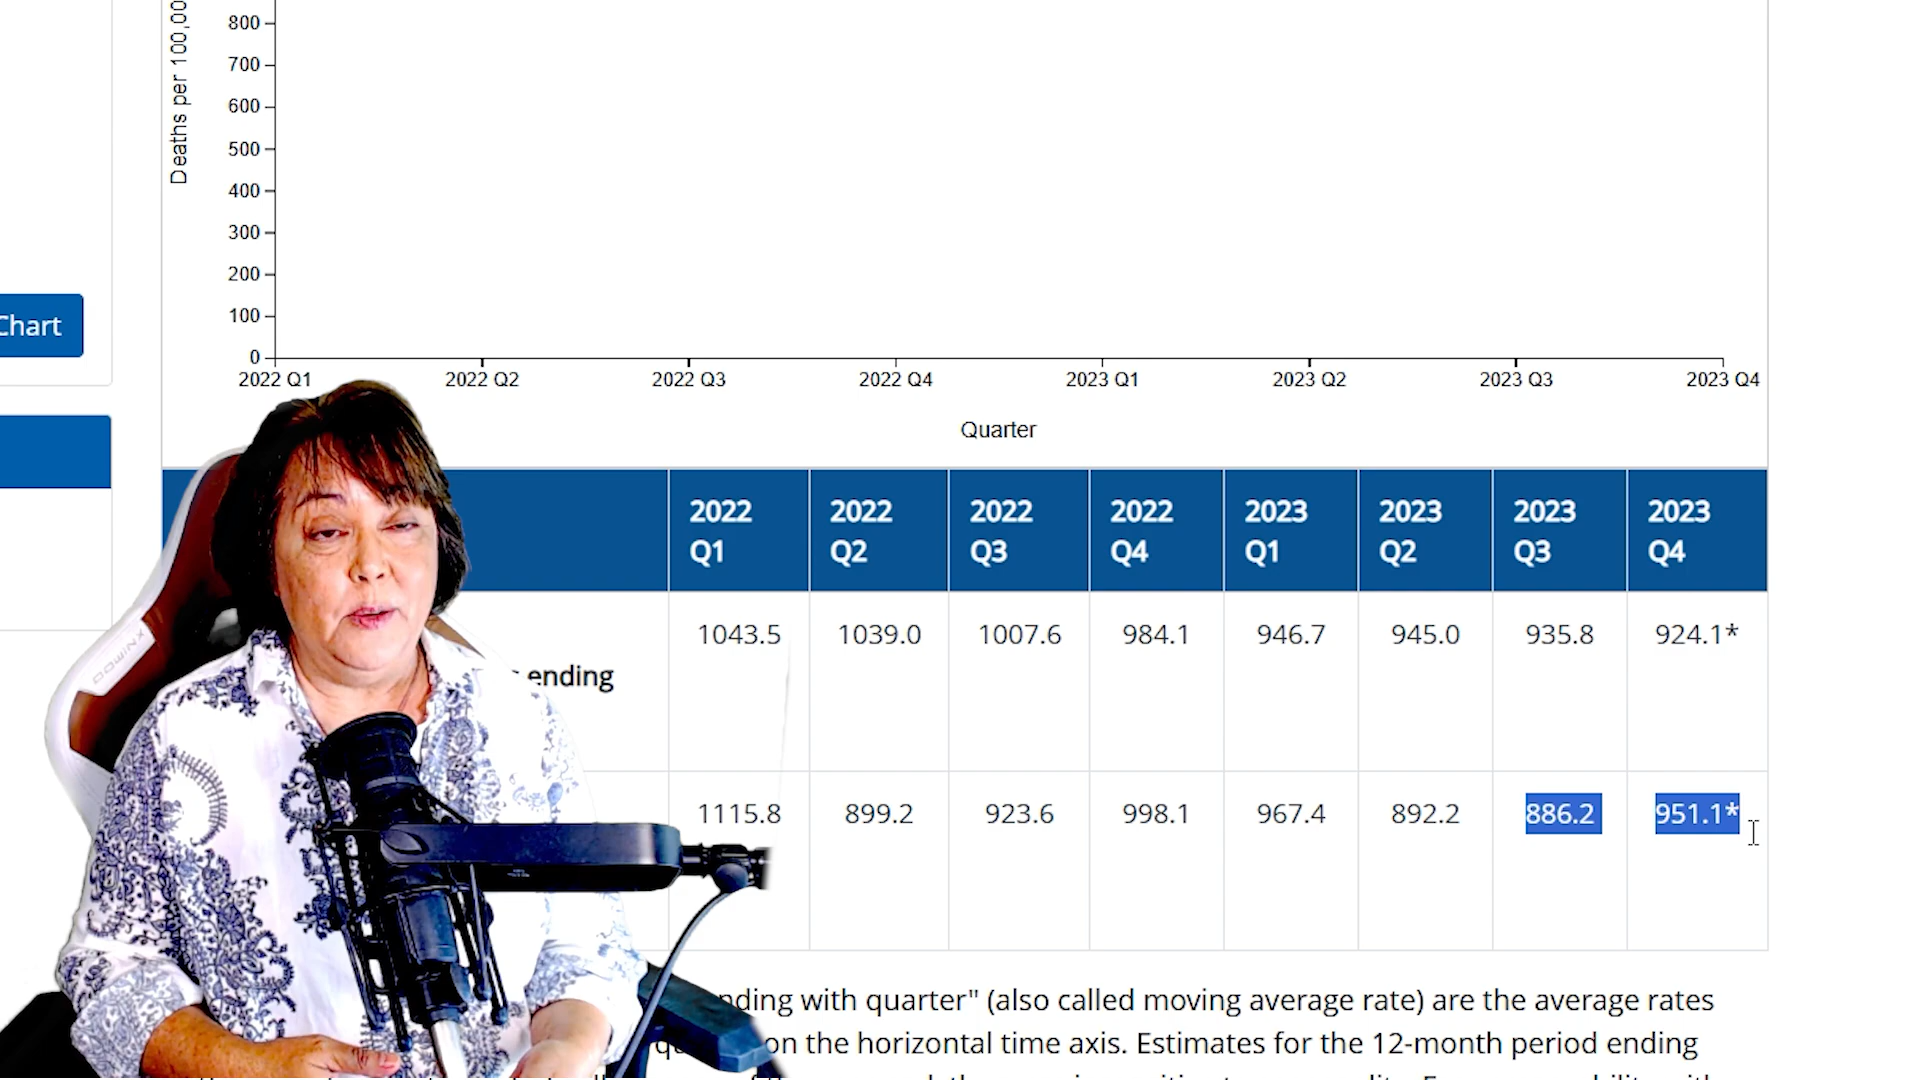 Deaths per 100,00
800
700
600
500
400
300
200
100
0
2022 Q1 2022 Q2 2022 Q3 2022 Q4 2023 Q1 2023 Q2 2023 Q3 2023 Q4
Quarter
Chart
2022 Q1 2022 Q2 2022 Q3 2022 Q4 2023 Q1 2023 Q2 2023 Q3 2023 Q4
1043.5 1039.0 1007.6 984.1 946.7 945.0 935.8 924.1*
ending
1115.8 899.2 923.6 998.1 967.4 892.2 886.2 951.1*
nding with quarter" (also called moving average rate) are the average rates
on the horizontal time axis. Estimates for the 12-month period ending